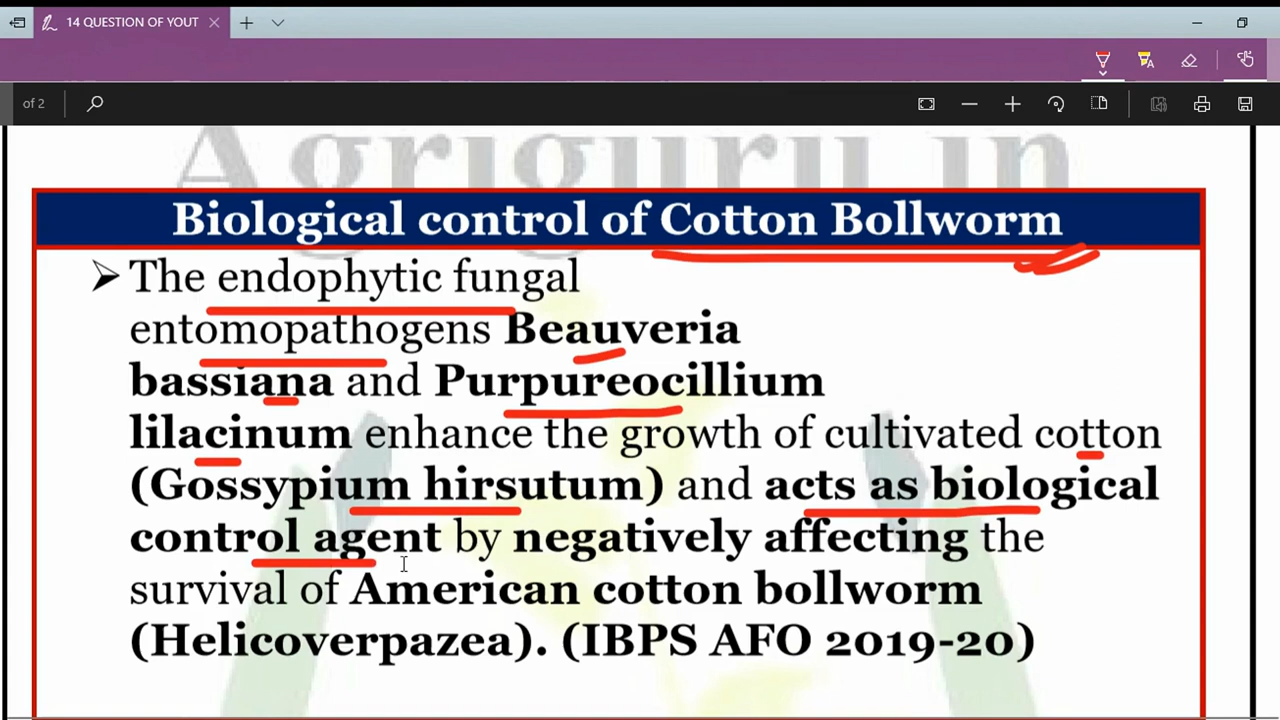 14 QUESTION OF YOUT
of 2
Agriguru in
Biological control of Cotton Bollworm
The endophytic fungal
entomopathogens Beauveria
bassiana and Purpureocillium
lilacinum enhance the growth of cultivated cotton
(Gossypium hirsutum) and acts as biological
control agent by negatively affecting the
survival of American cotton bollworm
(Helicoverpazea). (IBPS AFO 2019-20)